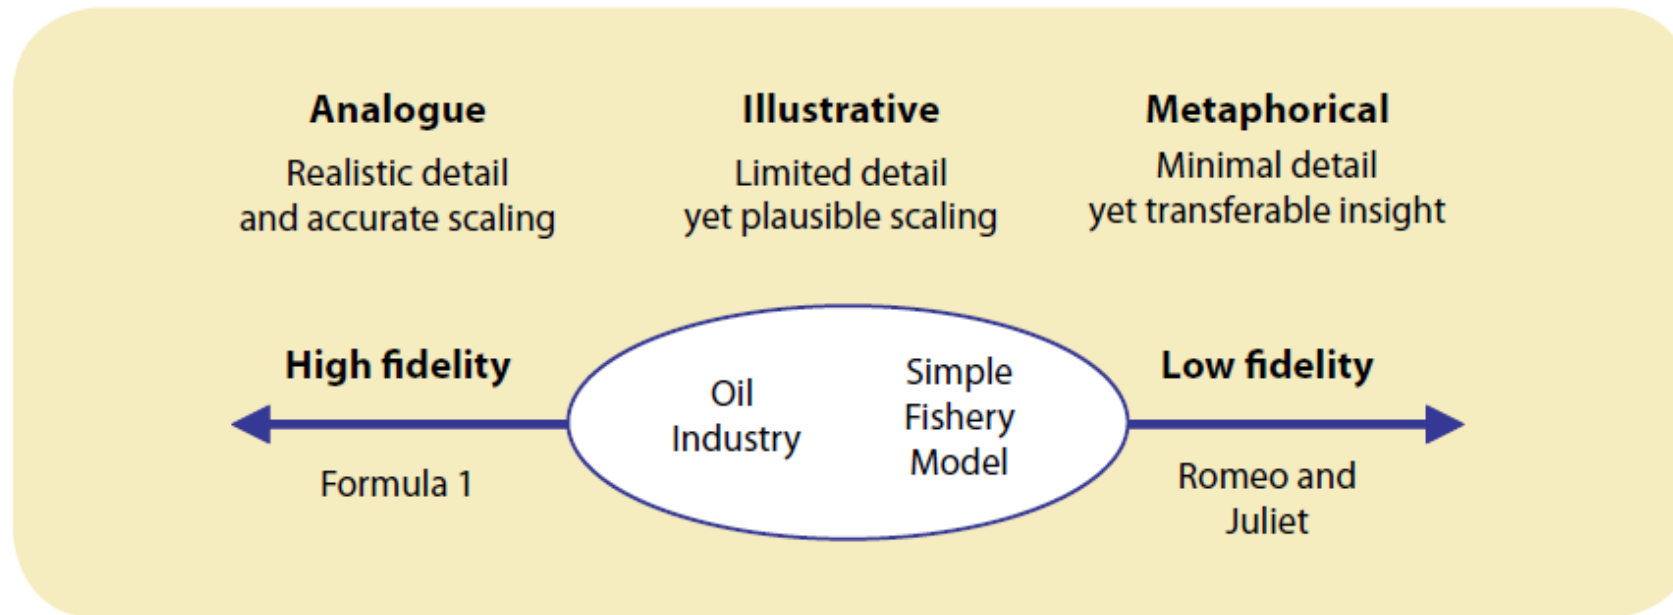 Analogue
Realistic detail
and accurate scaling
Illustrative
Limited detail
yet plausible scaling
Metaphorical
Minimal detail
yet transferable insight
High fidelity
Formula 1
Oil
Industry
Simple
Fishery
Model
Low fidelity
Romeo and
Juliet